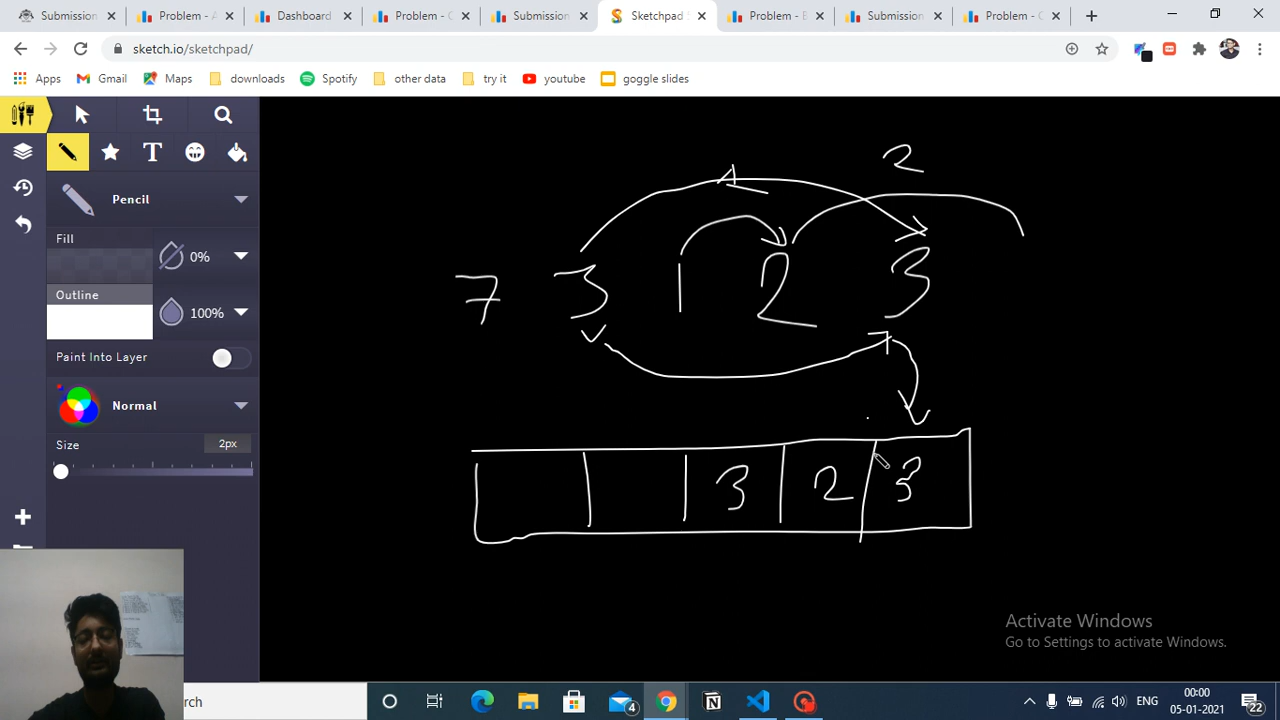 Submission
Problem - A
Dashboard
Problem - C
Submission
Sketchpad
Problem - E
Submission
Problem - C
sketch.io/sketchpad/
Apps Gmail Maps downloads Spotify other data try it youtube goggle slides
Pencil
Fill
0%
Outline
100%
Paint Into Layer
Normal
Size 2px
2
7 3 1 2 3
3 2 3
Activate Windows
Go to Settings to activate Windows.
rch
4
ENG
00:00
05-01-2021
22